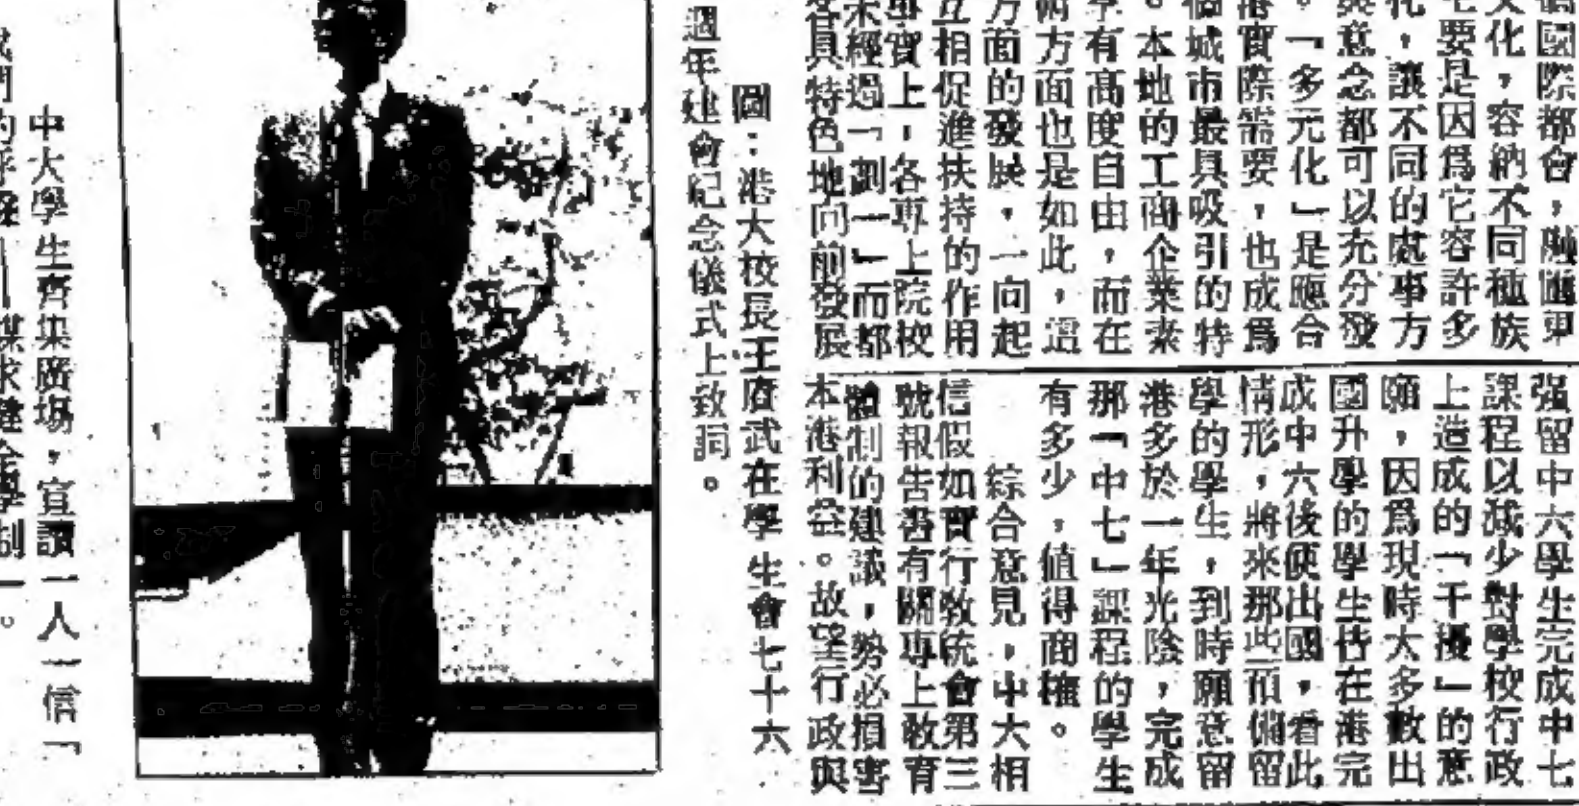 國際都會，融匯東
文化，容納不同種族
要是因爲它容許多
化，讓不同的處事方
與意念都可以充分發
。「多元化」是應合
港實際需要，也成爲
個城市最具吸引的特
。本地的工商企業素
享有高度自由，而在
術方面也是如此，這
方面的發展，一向起
互相促進扶持的作用
事實上，各專上院校
未經過「劃一」而都
各具特色地向前發展
强留中六學生完成中七
課程以減少對學校行政
上造成的「干擾」的意
願，因爲現時大多數出
國升學的學生皆在港完
成中六後便出國，看此
情形，將來那些預備留
學的學生，到時願意留
港多於一年光陰，完成
那「中七」課程的學生
有多少，值得商榷。
綜合意見，中大相
信假如實行敎統會第三
號報告書有關專上敎育
體制的建議，勢必損害
本港利益。故望行政與
圖：港大校長王賡武在學生會七十六
週年建會紀念儀式上致詞。
中大學生齊集廣場，宣讀一人一信「
我們的呼籲——謀求健全學制」。